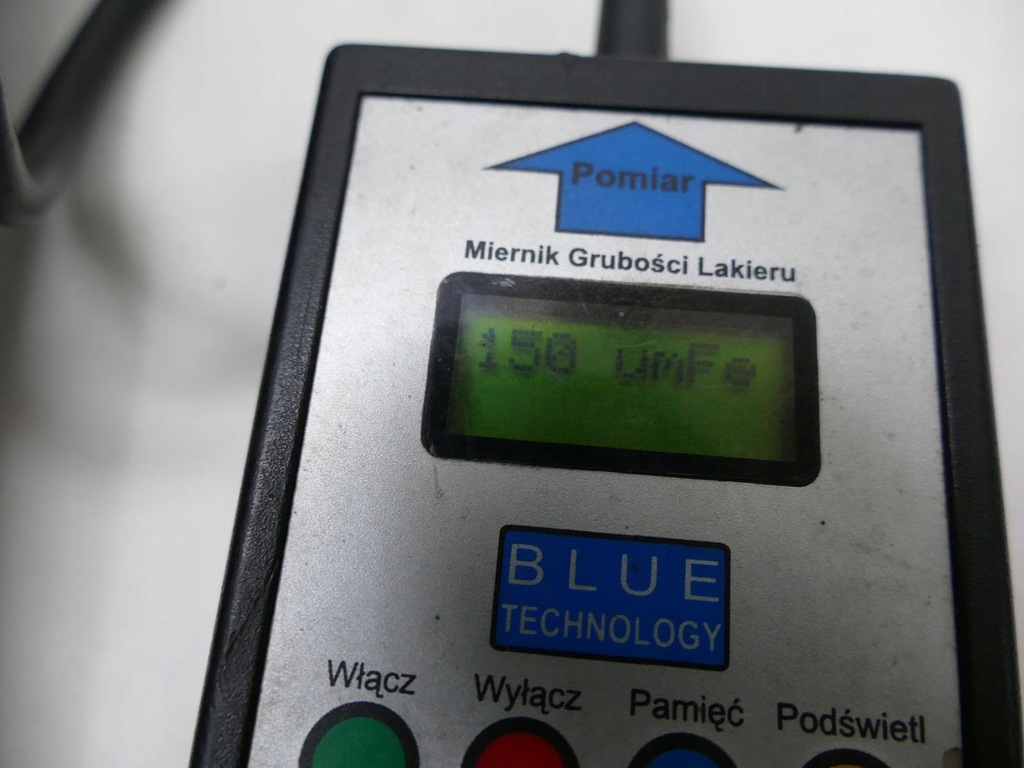 Pomiar
Miernik Grubości Lakieru
150 umFe
BLUE
TECHNOLOGY
Włącz Wyłącz Pamięć Podświetl